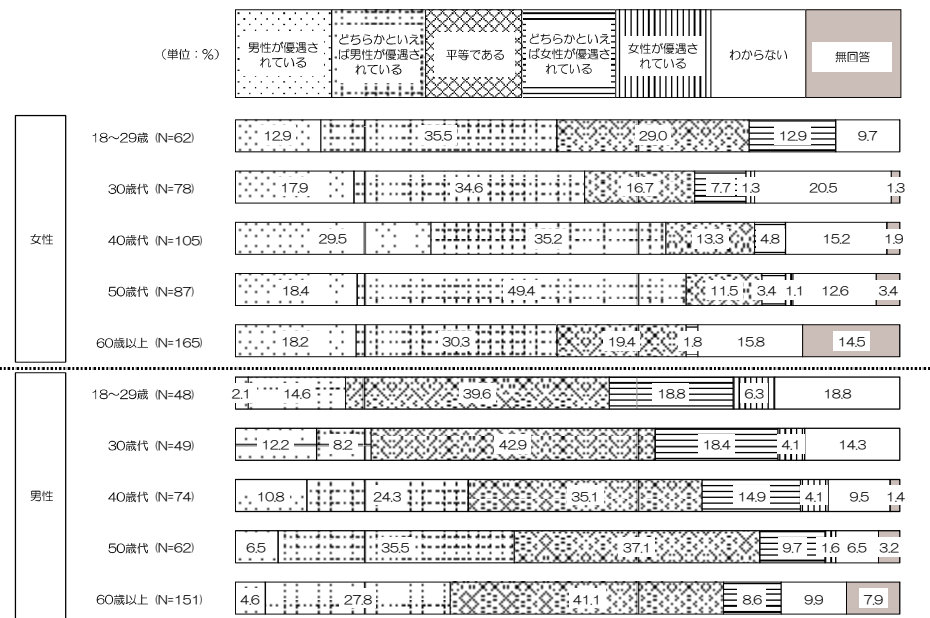 (単位：%)
男性が優遇さ
れている
どちらかといえ
ば男性が優遇さ
れている
平等である
どちらかといえ
ば女性が優遇さ
れている
女性が優遇さ
れている
わからない
無回答
女性
18～29歳 (N=62) 12.9 35.5 29.0 12.9 9.7
30歳代 (N=78) 17.9 34.6 16.7 7.7 1.3 20.5 1.3
40歳代 (N=105) 29.5 35.2 13.3 4.8 15.2 1.9
50歳代 (N=87) 18.4 49.4 11.5 3.4 1.1 12.6 3.4
60歳以上 (N=165) 18.2 30.3 19.4 1.8 15.8 14.5
男性
18～29歳 (N=48) 2.1 14.6 39.6 18.8 6.3 18.8
30歳代 (N=49) 12.2 8.2 42.9 18.4 4.1 14.3
40歳代 (N=74) 10.8 24.3 35.1 14.9 4.1 9.5 1.4
50歳代 (N=62) 6.5 35.5 37.1 9.7 1.6 6.5 3.2
60歳以上 (N=151) 4.6 27.8 41.1 8.6 9.9 7.9